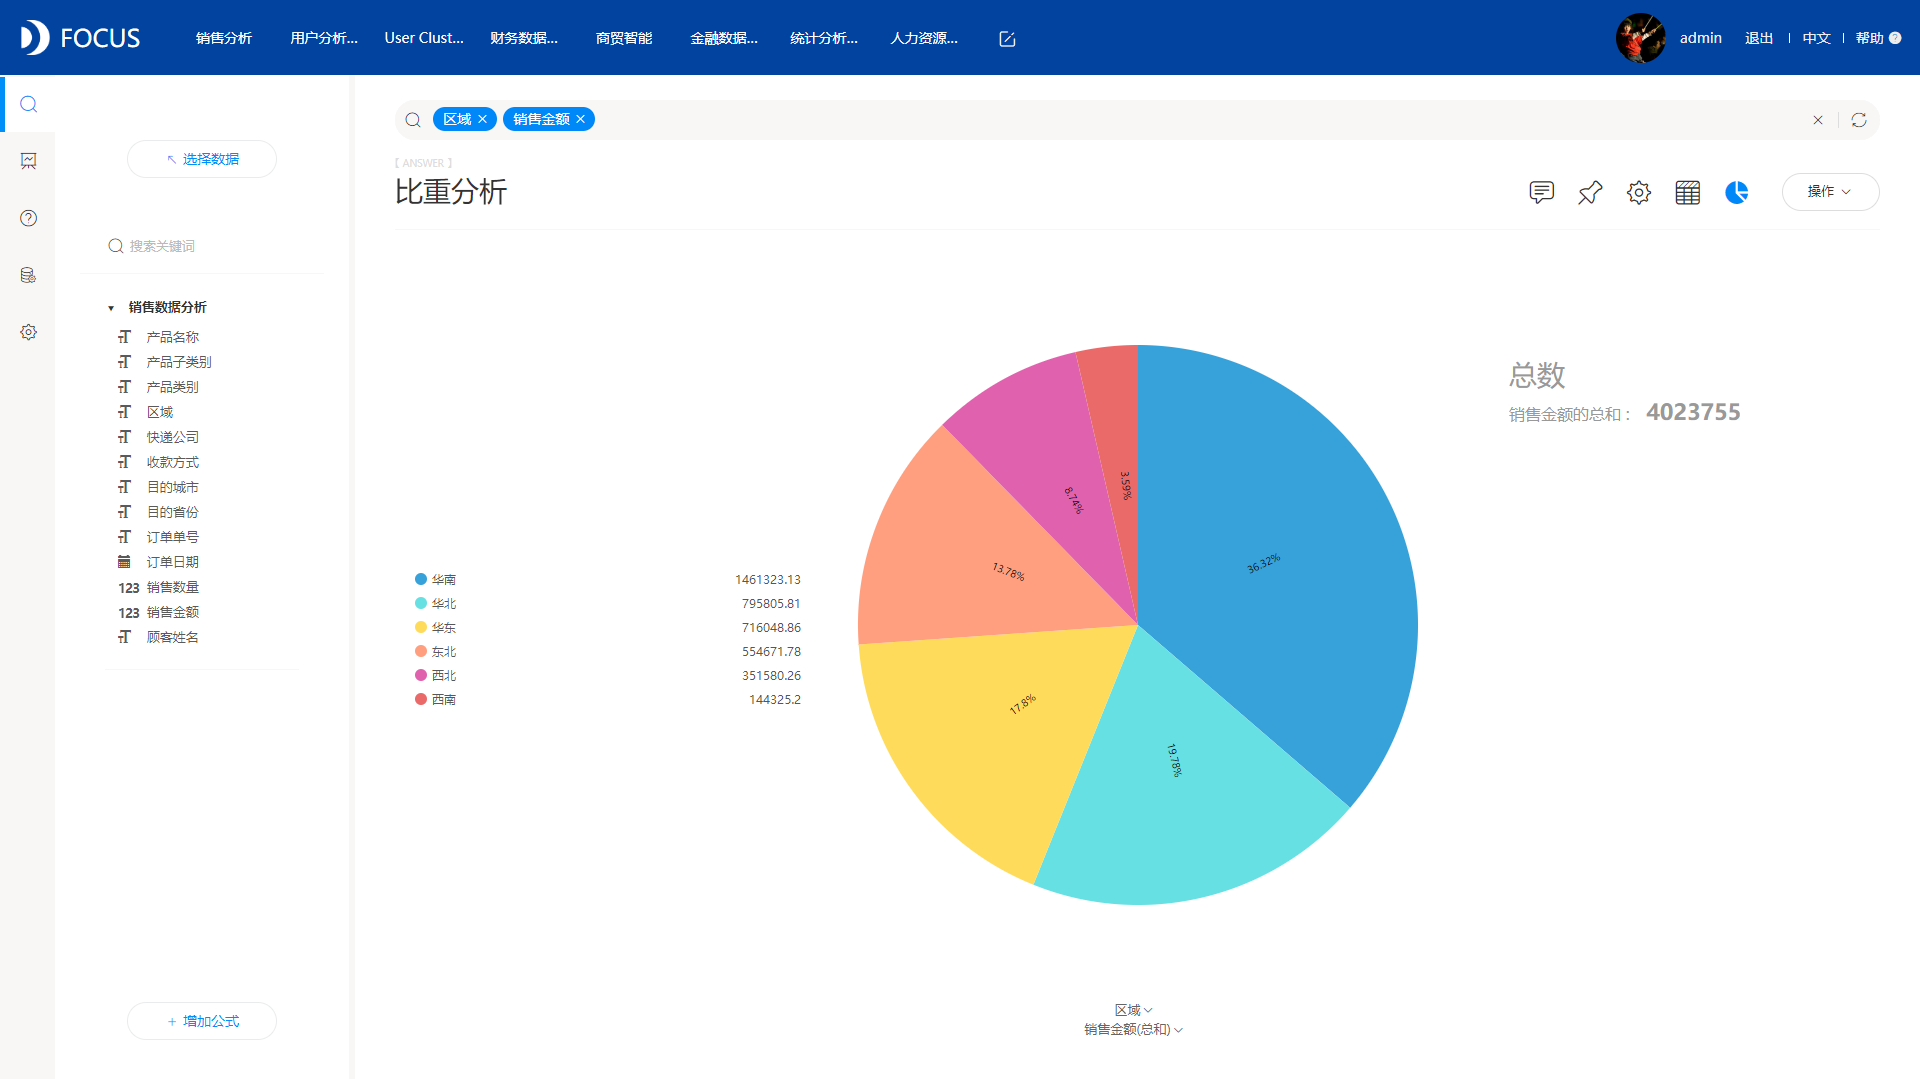 FOCUS
销售分析 用户分析... User Clust... 财务数据... 商贸智能 金融数据... 统计分析... 人力资源...
admin 退出 中文 帮助
选择数据
搜索关键词
销售数据分析
产品名称
产品子类别
产品类别
区域
快递公司
收款方式
目的城市
目的省份
订单单号
订单日期
123 销售数量
123 销售金额
顾客姓名
+ 增加公式
区域 × 销售金额 ×
[ ANSWER ]
比重分析
操作
华南 1461323.13
华北 795805.81
华东 716048.86
东北 554671.78
西北 351580.26
西南 144325.2
3.59%
8.74%
36.32%
13.78%
17.8%
19.78%
总数
销售金额的总和： 4023755
区域
销售金额(总和)